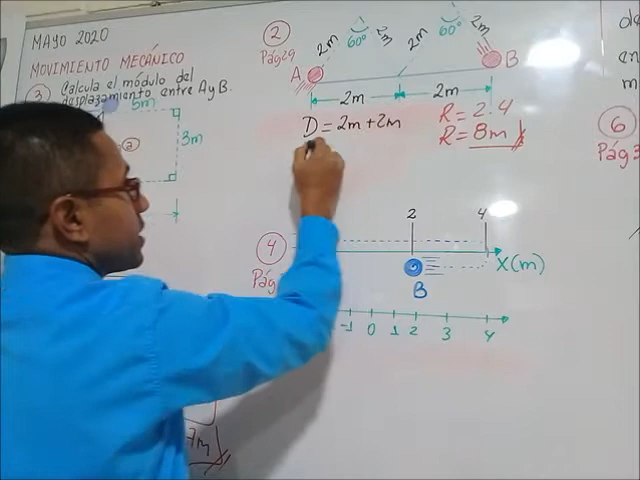 MAYO 2020
MOVIMIENTO MECÁNICO
3 Calcula el módulo del
desplazamiento entre A y B.
5m
3m
2
2
Pág 29
2m
60°
2m
2m
60°
2m
A
B
2m
2m
D = 2m + 2m
R = 2.4
R = 8m
6
Pág 3
4
Pág
2
4
X(m)
B
-1 0 1 2 3 4
7m